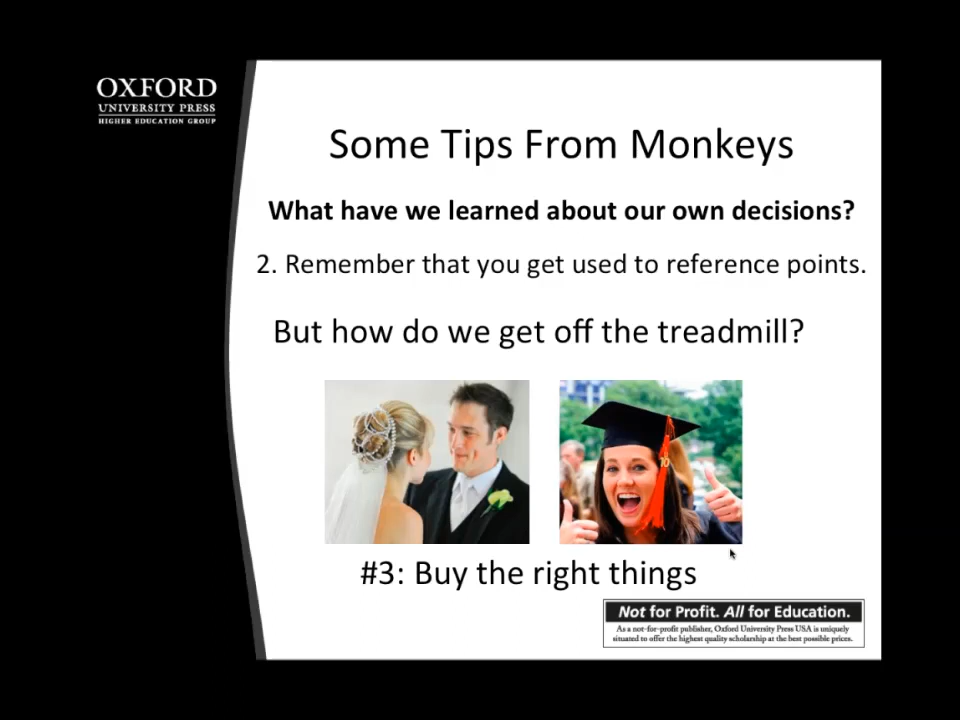 OXFORD
UNIVERSITY PRESS
HIGHER EDUCATION GROUP
Some Tips From Monkeys
What have we learned about our own decisions?
2. Remember that you get used to reference points.
But how do we get off the treadmill?
10
#3: Buy the right things
Not for Profit. All for Education.
As a not-for-profit publisher, Oxford University Press USA is uniquely
situated to offer the highest quality scholarship at the best possible prices.